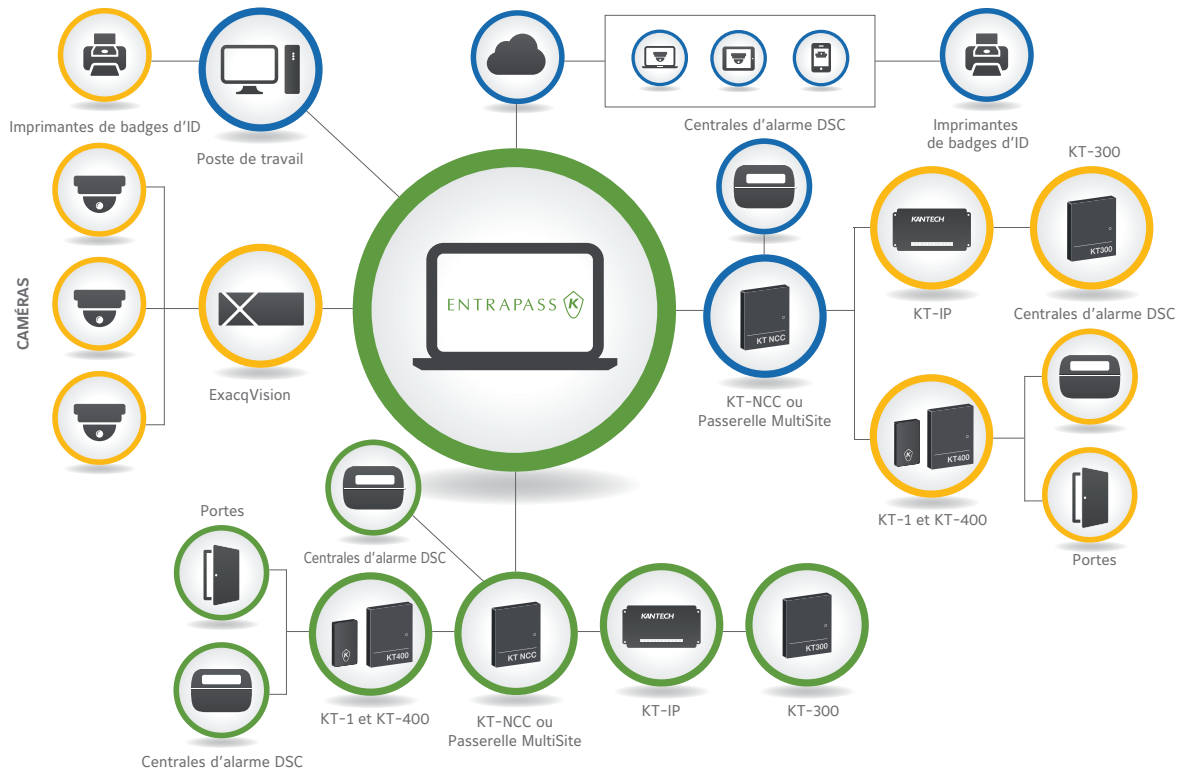 Imprimantes de badges d'ID
Poste de travail
Centrales d'alarme DSC
Imprimantes
de badges d'ID
KT-300
KANTECH
KT300
KT-IP
Centrales d'alarme DSC
CAMÉRAS
ExacqVision
ENTRAPASS K
KT NCC
KT-NCC ou
Passerelle MultiSite
K
KT400
KT-1 et KT-400
Portes
Portes
Centrales d'alarme DSC
K
KT400
KT NCC
KANTECH
KT300
KT-1 et KT-400
KT-NCC ou
Passerelle MultiSite
KT-IP
KT-300
Centrales d'alarme DSC